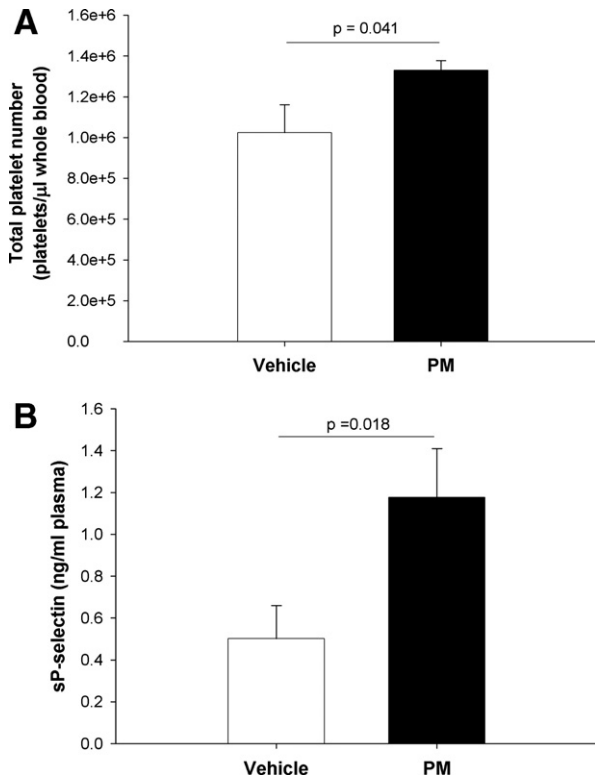 A
Total platelet number
(platelets/µl whole blood)
1.6e+6
1.4e+6
1.2e+6
1.0e+6
8.0e+5
6.0e+5
4.0e+5
2.0e+5
0.0
p = 0.041
Vehicle
PM
B
sP-selectin (ng/ml plasma)
1.6
1.4
1.2
1.0
0.8
0.6
0.4
0.2
0.0
p =0.018
Vehicle
PM